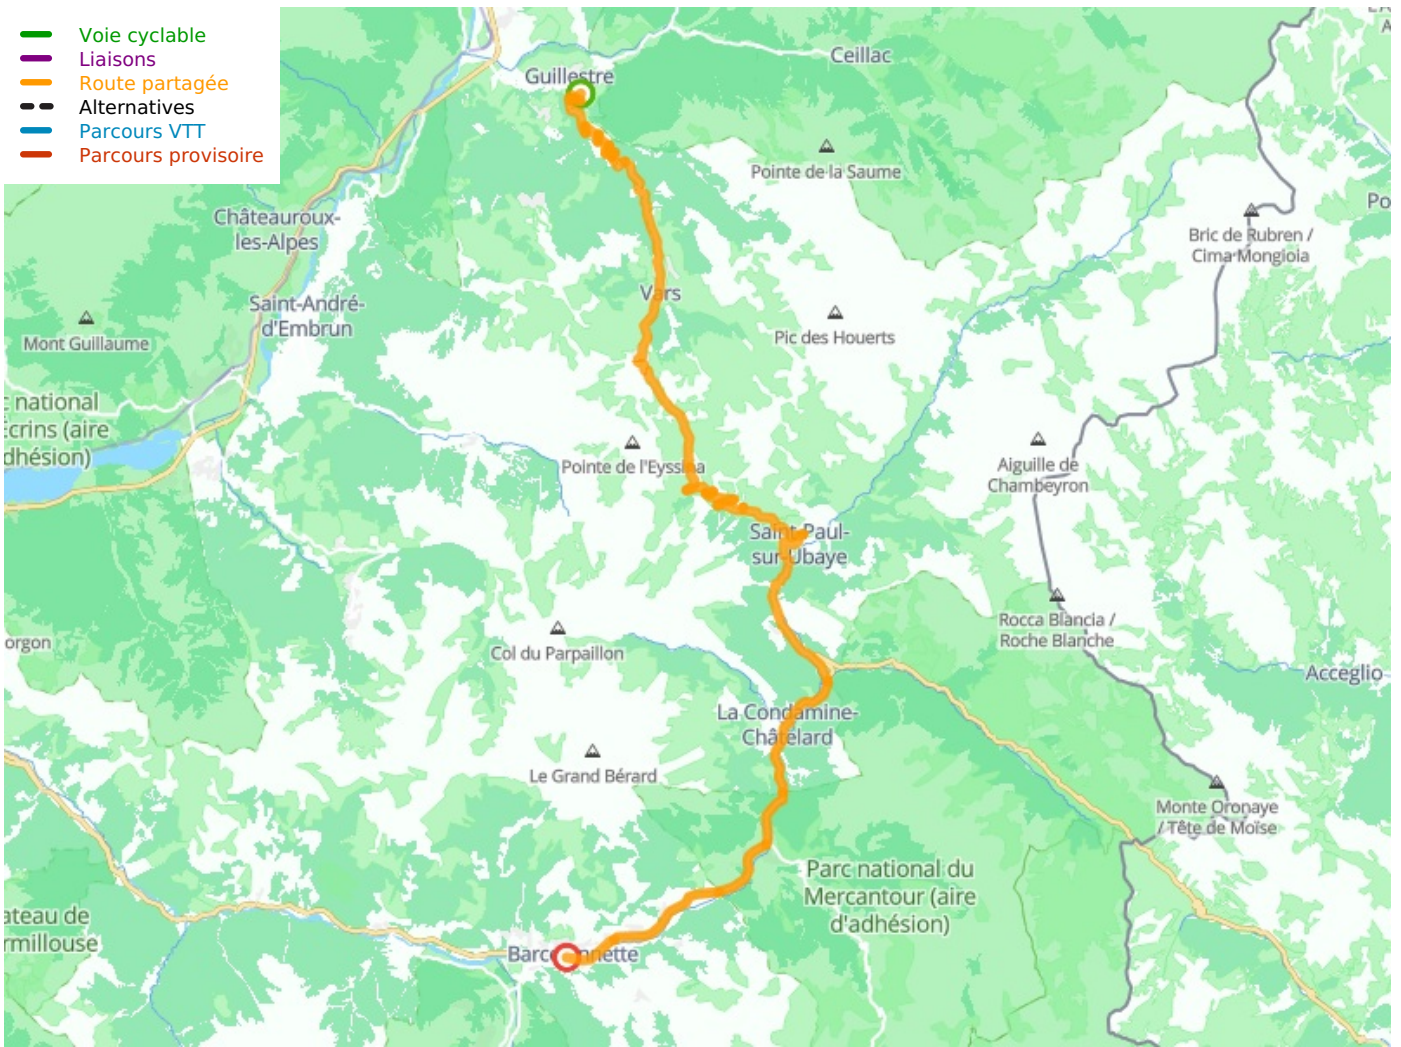 Voie cyclable
Liaisons
Route partagée
Alternatives
Parcours VTT
Parcours provisoire
Guillestre
Ceillac
Pointe de la Saume
Châteauroux-
les-Alpes
Bric de Rubren /
Cima Mongioia
Po
Saint-André-
d'Embrun
Vars
Mont Guillaume
Pic des Houerts
c national
Écrins (aire
dhésion)
Pointe de l'Eyssina
Aiguille de
Chambeyron
Saint-Paul-
sur-Ubaye
Rocca Blancia /
Roche Blanche
orgon
Col du Parpaillon
Acceglio
La Condamine-
Châtelard
Le Grand Bérard
Monte Oronaye
/ Tête de Moïse
Parc national du
Mercantour (aire
d'adhésion)
ateau de
rmillouse
Barcelonnette